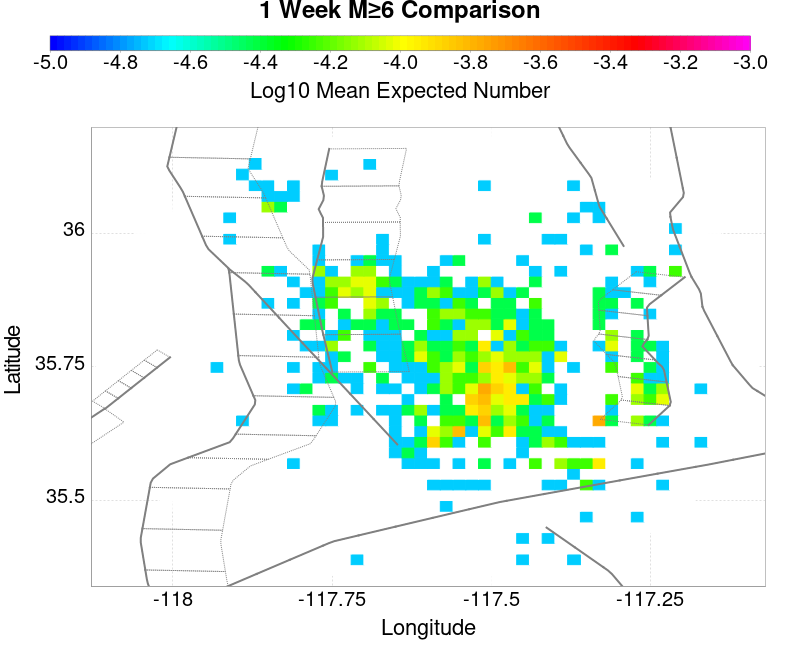 1 Week M≥6 Comparison
-5.0 -4.8 -4.6 -4.4 -4.2 -4.0 -3.8 -3.6 -3.4 -3.2 -3.0
Log10 Mean Expected Number
36
35.75
35.5
Latitude
-118 -117.75 -117.5 -117.25
Longitude